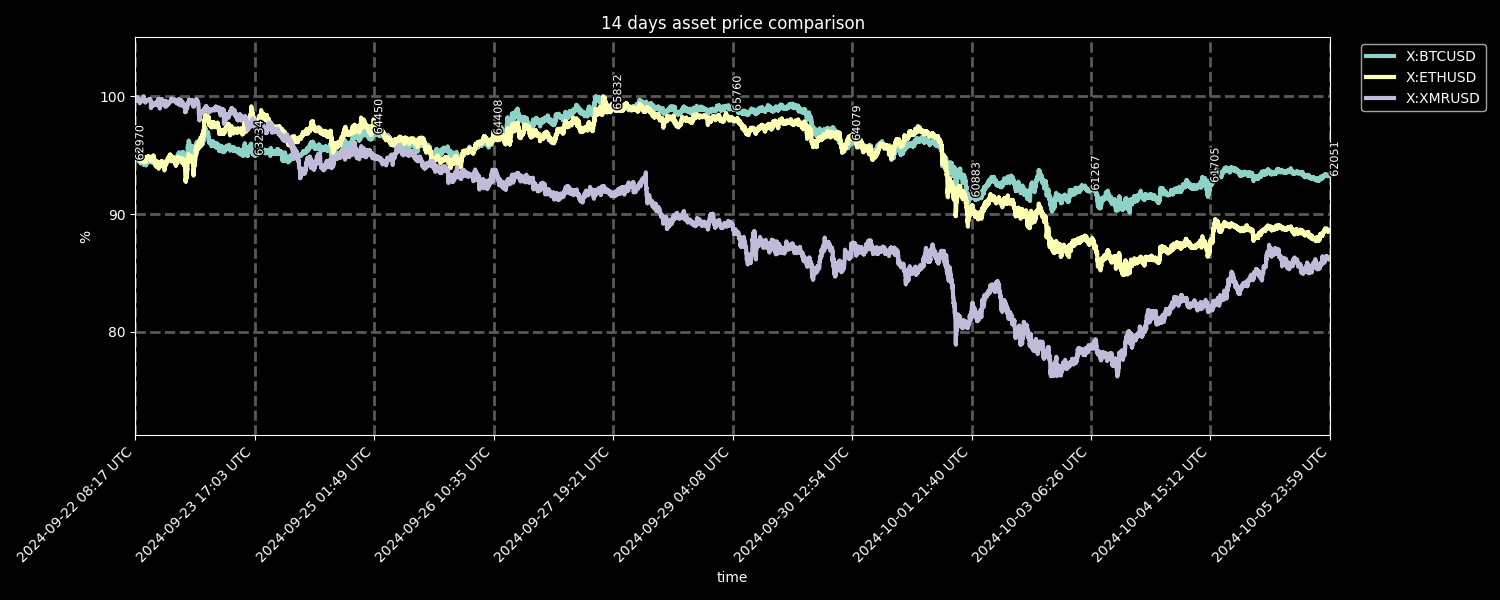 14 days asset price comparison
X:BTCUSD
X:ETHUSD
X:XMRUSD
100
90
80
%
62970
63234
64450
64408
65832
65760
64079
60883
61267
61705
62051
2024-09-22 08:17 UTC
2024-09-23 17:03 UTC
2024-09-25 01:49 UTC
2024-09-26 10:35 UTC
2024-09-27 19:21 UTC
2024-09-29 04:08 UTC
2024-09-30 12:54 UTC
2024-10-01 21:40 UTC
2024-10-03 06:26 UTC
2024-10-04 15:12 UTC
2024-10-05 23:59 UTC
time